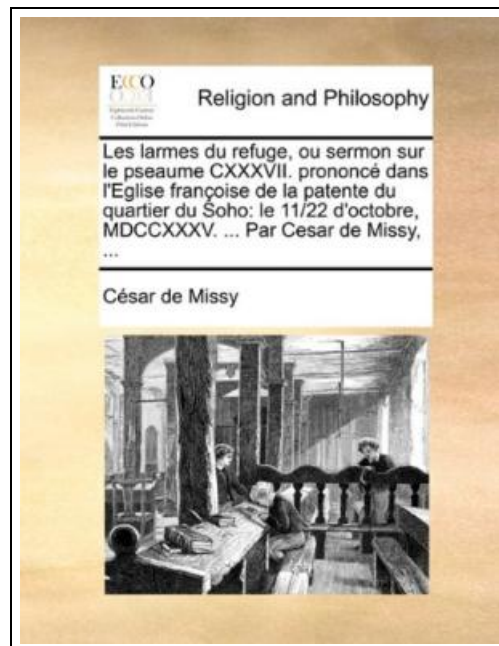 ECCO
Religion and Philosophy
Les larmes du refuge, ou sermon sur
le pseaume CXXXVII. prononcé dans
l'Eglise françoise de la patente du
quartier du Soho: le 11/22 d'octobre,
MDCCXXXV. ... Par Cesar de Missy,
...
César de Missy